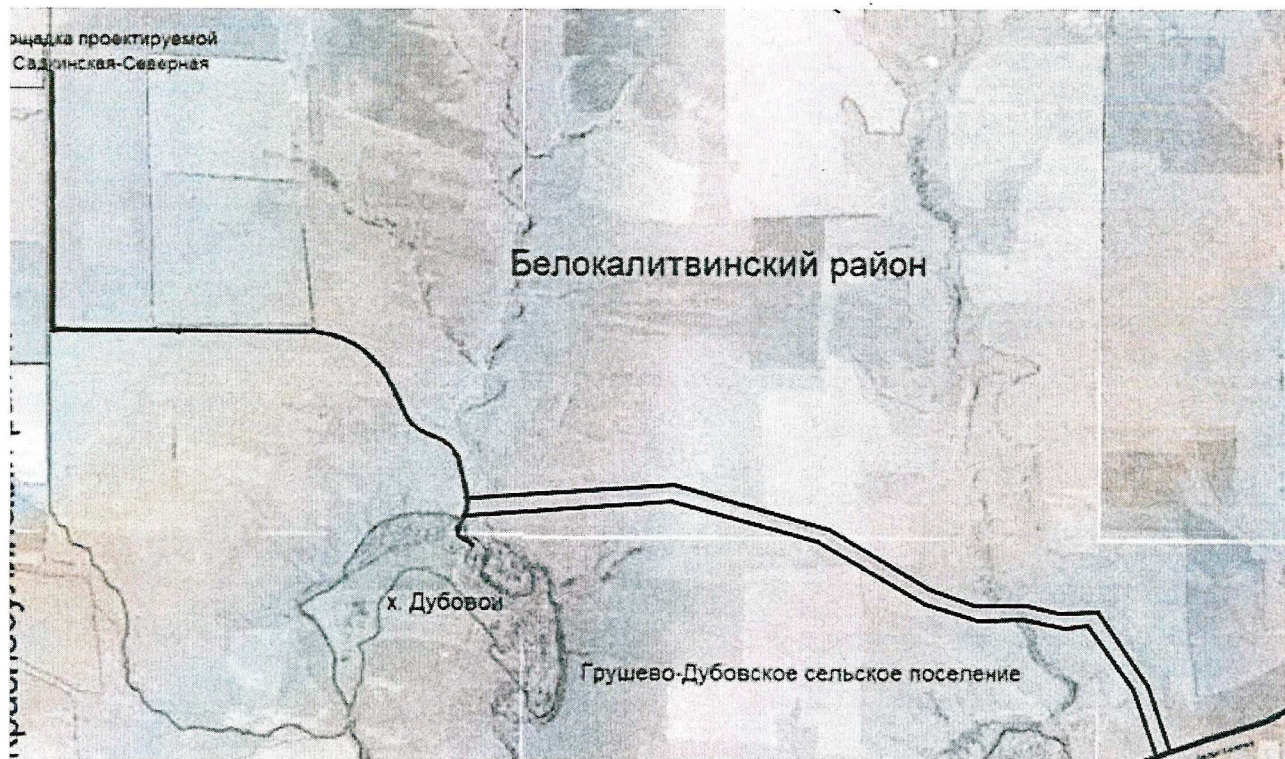 ощадка проектируемой
Садкинская-Северная
Белокалитвинский район
х. Дубовой
Грушево-Дубовское сельское поселение